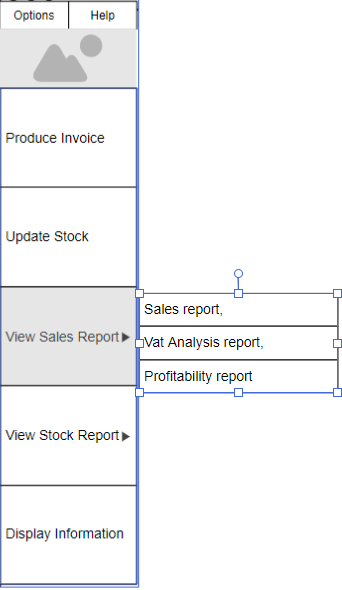 Options
Help
Produce Invoice
Update Stock
View Sales Report
Sales report,
Vat Analysis report,
Profitability report
View Stock Report
Display Information